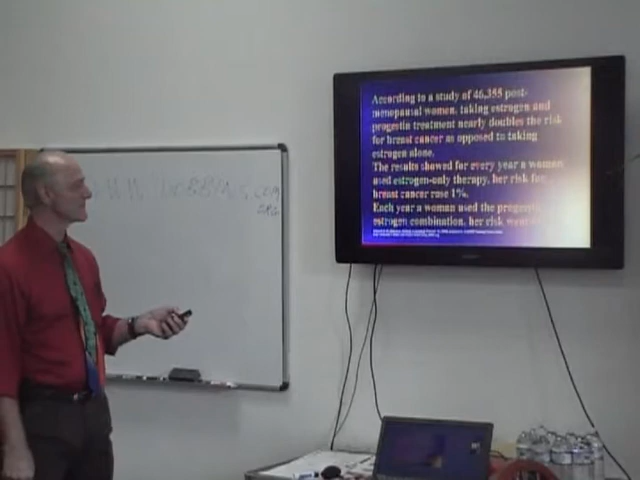 According to a study of 46,355 post-
menopausal women, taking estrogen and
progestin treatment nearly doubles the risk
for breast cancer as opposed to taking
estrogen alone.
The results showed for every year a woman
used estrogen-only therapy, her risk for
breast cancer rose 1%.
Each year a woman used the
estrogen combination, her risk